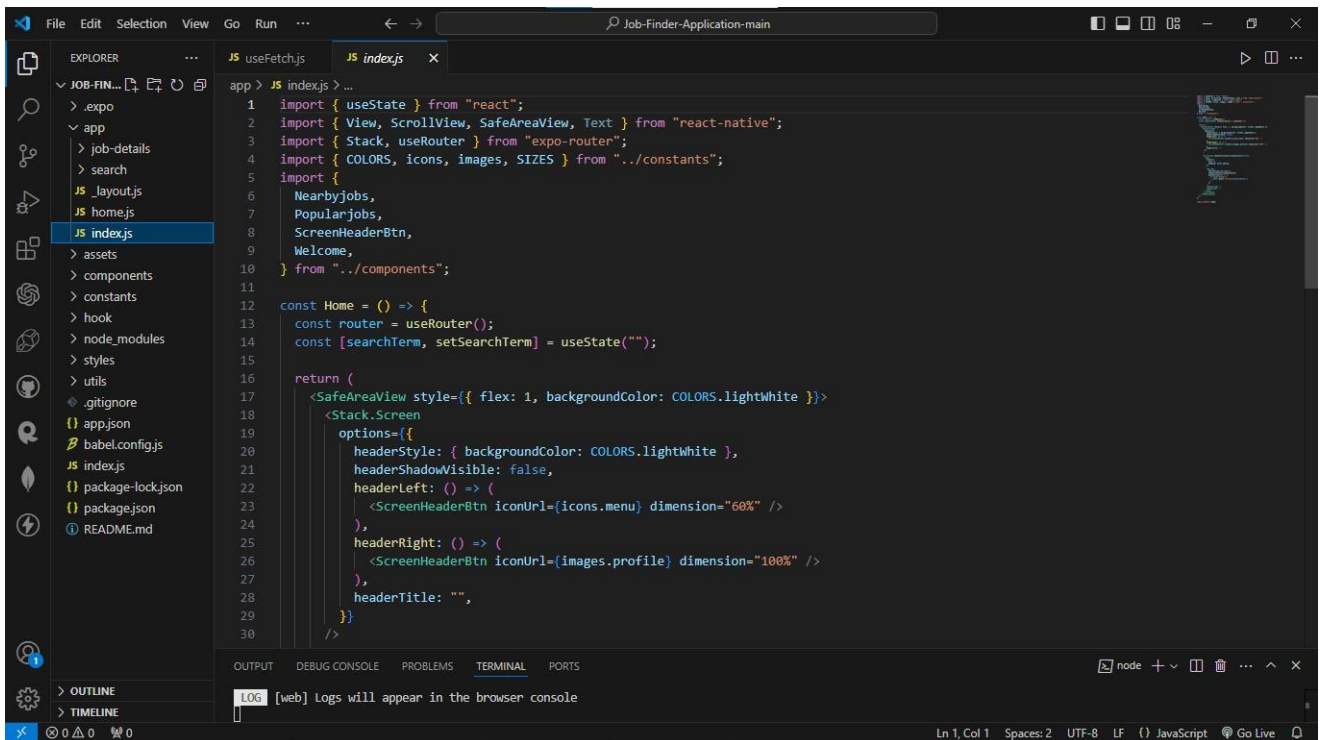 File Edit Selection View Go Run ··· Job-Finder-Application-main
EXPLORER ···
JOB-FIN...
> .expo
app
> job-details
> search
JS _layout.js
JS home.js
JS index.js
> assets
> components
> constants
> hook
> node_modules
> styles
> utils
.gitignore
{} app.json
babel.config.js
JS index.js
{} package-lock.json
{} package.json
README.md
> OUTLINE
> TIMELINE
JS useFetch.js JS index.js
app > JS index.js > ...
1 import { useState } from "react";
2 import { View, ScrollView, SafeAreaView, Text } from "react-native";
3 import { Stack, useRouter } from "expo-router";
4 import { COLORS, icons, images, SIZES } from "../constants";
5 import {
6 Nearbyjobs,
7 Popularjobs,
8 ScreenHeaderBtn,
9 Welcome,
10 } from "../components";
11
12 const Home = () => {
13 const router = useRouter();
14 const [searchTerm, setSearchTerm] = useState("");
15
16 return (
17 <SafeAreaView style={{ flex: 1, backgroundColor: COLORS.lightWhite }}>
18 <Stack.Screen
19 options={{
20 headerStyle: { backgroundColor: COLORS.lightWhite },
21 headerShadowVisible: false,
22 headerLeft: () => (
23 <ScreenHeaderBtn iconUrl={icons.menu} dimension="60%" />
24 ),
25 headerRight: () => (
26 <ScreenHeaderBtn iconUrl={images.profile} dimension="100%" />
27 ),
28 headerTitle: "",
29 }}
30 />
OUTPUT DEBUG CONSOLE PROBLEMS TERMINAL PORTS node
LOG [web] Logs will appear in the browser console
1
0 0 0 Ln 1, Col 1 Spaces: 2 UTF-8 LF {} JavaScript Go Live